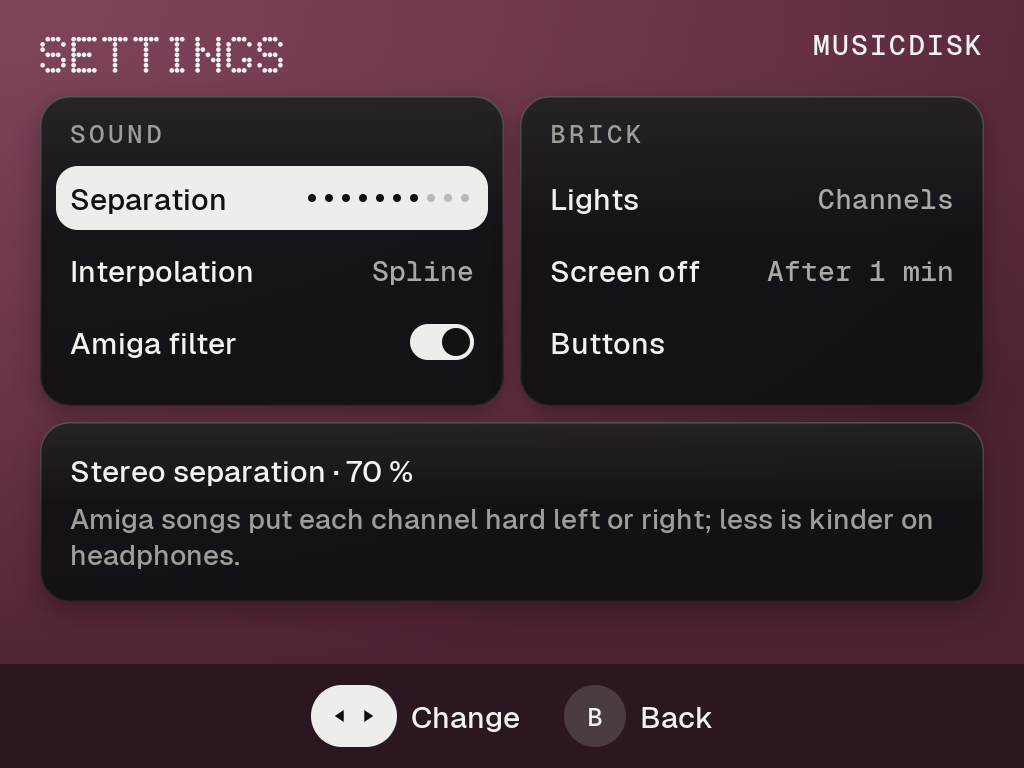 SETTINGS
MUSICDISK
SOUND
Separation
Interpolation Spline
Amiga filter
BRICK
Lights Channels
Screen off After 1 min
Buttons
Stereo separation · 70 %
Amiga songs put each channel hard left or right; less is kinder on
headphones.
Change B Back